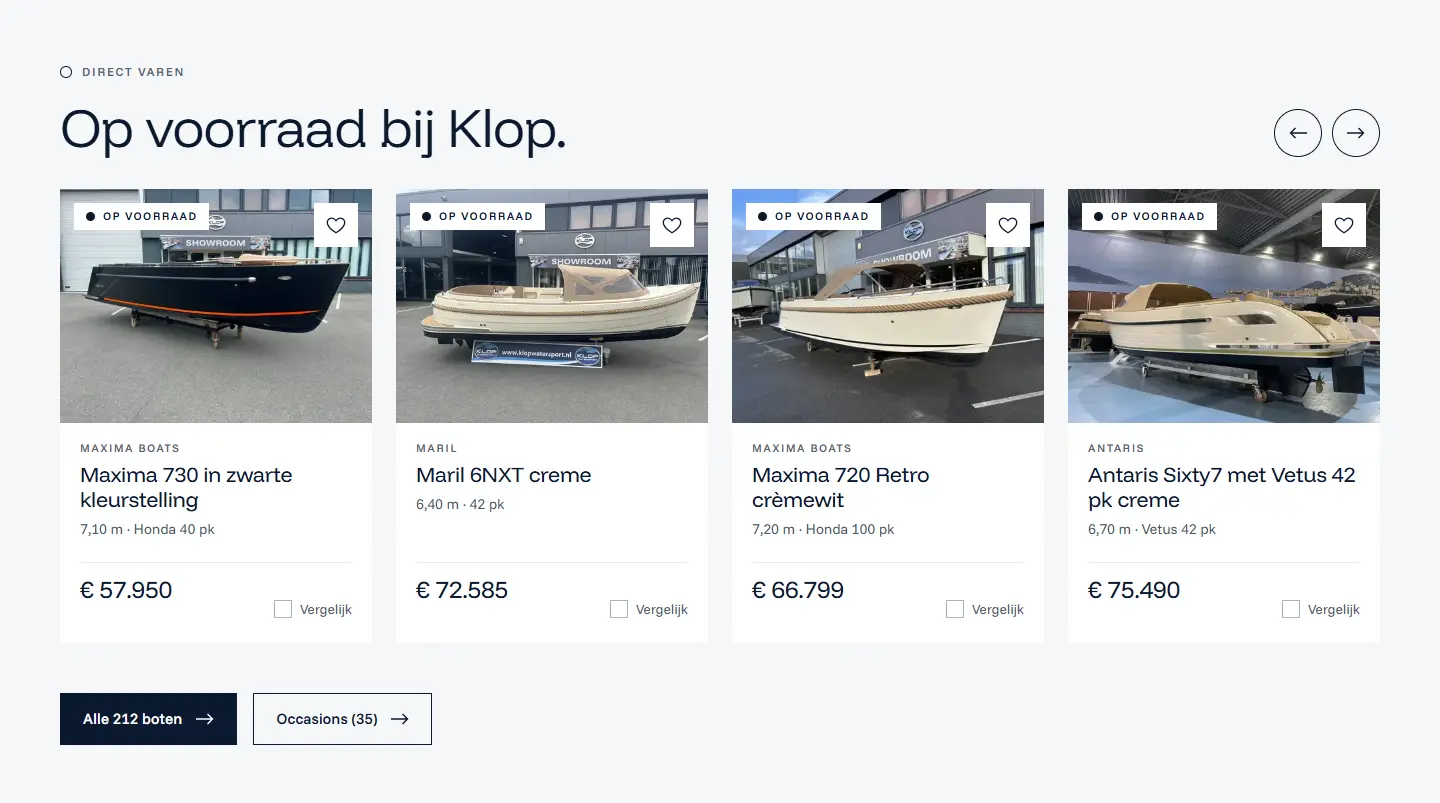 DIRECT VAREN
Op voorraad bij Klop.
OP VOORRAAD
SHOWROOM
MAXIMA BOATS
Maxima 730 in zwarte
kleurstelling
7,10 m · Honda 40 pk
€ 57.950
Vergelijk
OP VOORRAAD
SHOWROOM
KLOP
www.klopwatersport.nl
KLOP
MARIL
Maril 6NXT creme
6,40 m · 42 pk
€ 72.585
Vergelijk
OP VOORRAAD
SHOWROOM
MAXIMA BOATS
Maxima 720 Retro
crèmewit
7,20 m · Honda 100 pk
€ 66.799
Vergelijk
OP VOORRAAD
ANTARIS
Antaris Sixty7 met Vetus 42
pk creme
6,70 m · Vetus 42 pk
€ 75.490
Vergelijk
Alle 212 boten
Occasions (35)